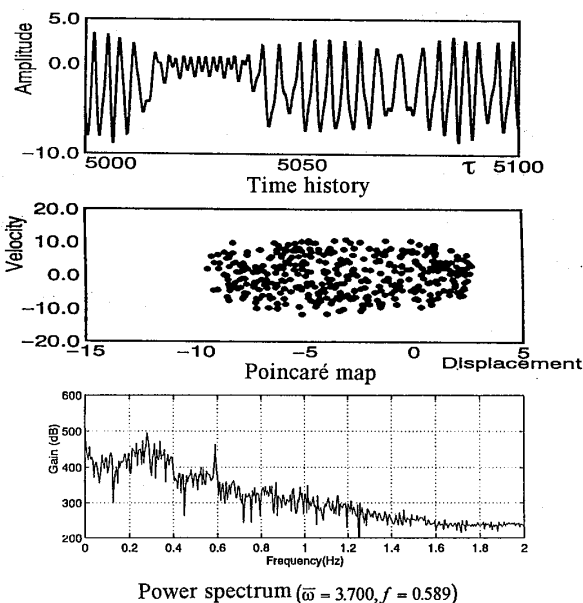 Amplitude
5.0
0.0
-10.0
5000 5050 τ 5100
Time history
Velocity
20.0
10.0
0.0
-10.0
-20.0
-15 -10 -5 0 5
Displacement
Poincaré map
Gain (dB)
600
500
400
300
200
0 0.2 0.4 0.6 0.8 1 1.2 1.4 1.6 1.8 2
Frequency(Hz)
Power spectrum (ϖ = 3.700, f = 0.589)